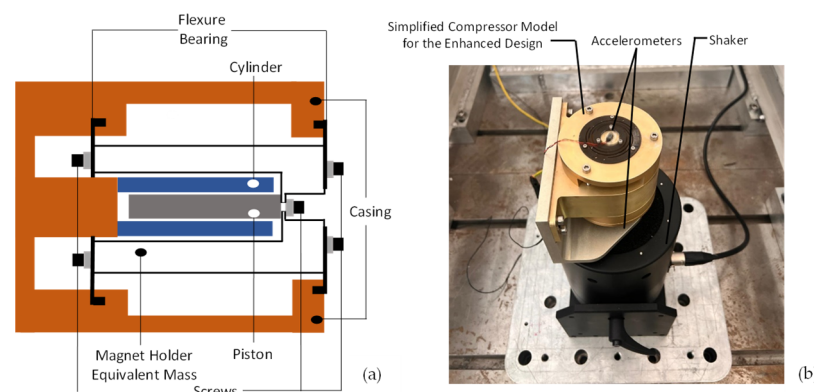 Flexure
Bearing
Cylinder
Casing
Magnet Holder
Equivalent Mass
Piston
Screws
(a)
Simplified Compressor Model
for the Enhanced Design
Accelerometers
Shaker
(b